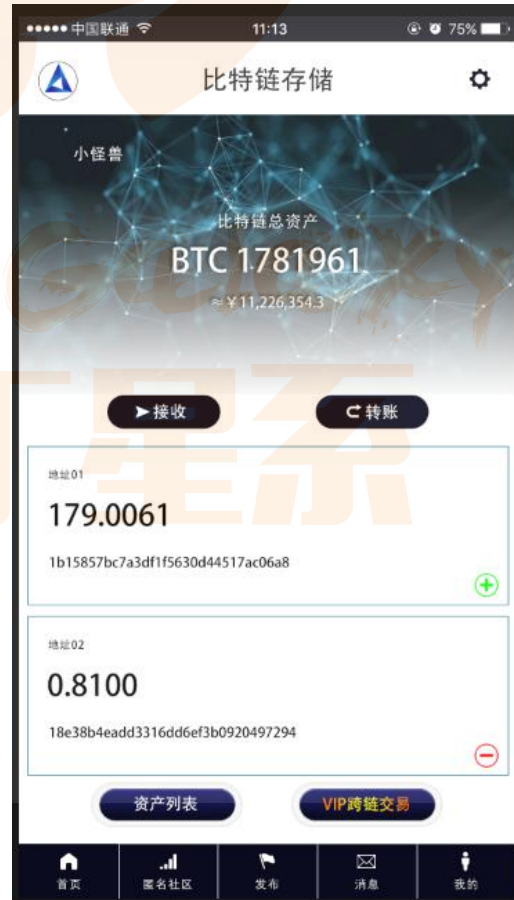 中国联通 11:13 75%
比特链存储
小怪兽
比特链总资产
BTC 1781961
≈￥11,226,354.3
接收 转账
地址01
179.0061
1b15857bc7a3df1f5630d44517ac06a8
地址02
0.8100
18e38b4eadd3316dd6ef3b0920497294
资产列表 VIP跨链交易
首页 匿名社区 发布 消息 我的